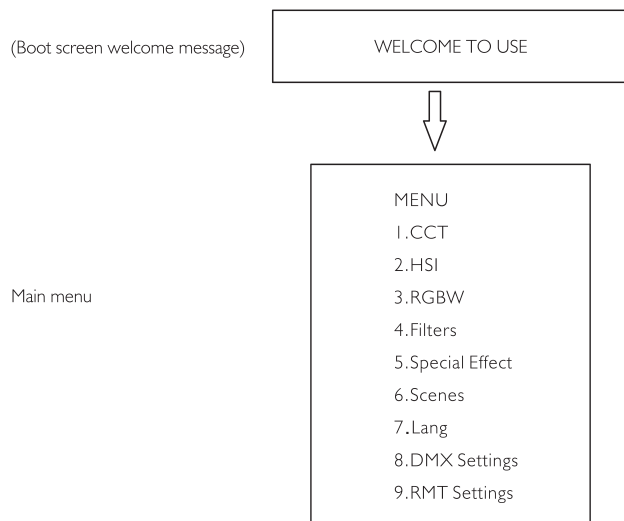 (Boot screen welcome message)
WELCOME TO USE
MENU
1.CCT
2.HSI
Main menu
3.RGBW
4.Filters
5.Special Effect
6.Scenes
7.Lang
8.DMX Settings
9.RMT Settings